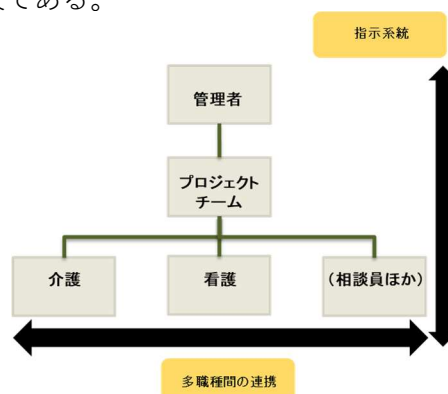 である。
指示系統
管理者
プロジェクト
チーム
介護
看護
(相談員ほか)
多職種間の連携